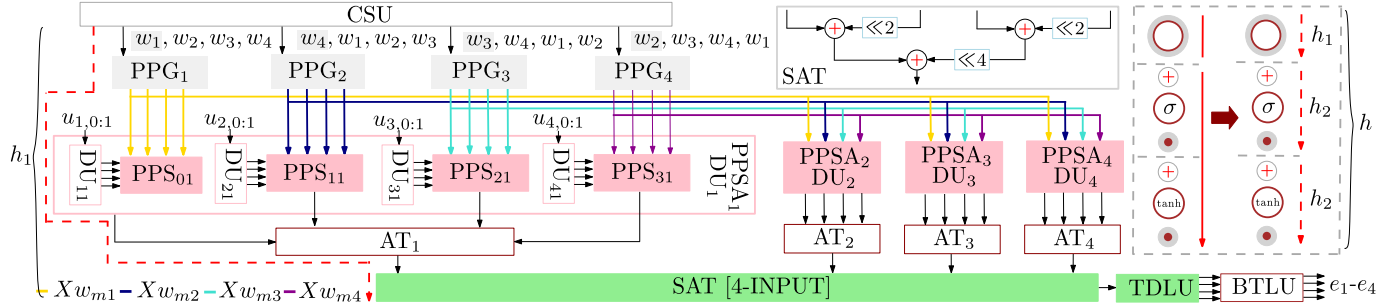 CSU
w₁, w₂, w₃, w₄
w₄, w₁, w₂, w₃
w₃, w₄, w₁, w₂
w₂, w₃, w₄, w₁
PPG₁
PPG₂
PPG₃
PPG₄
≪2
≪2
≪4
SAT
u₁,₀:₁
u₂,₀:₁
u₃,₀:₁
u₄,₀:₁
DU₁₁
PPS₀₁
DU₂₁
PPS₁₁
DU₃₁
PPS₂₁
DU₄₁
PPS₃₁
PPSA₁
DU₁
PPSA₂
DU₂
PPSA₃
DU₃
PPSA₄
DU₄
AT₁
AT₂
AT₃
AT₄
h₁
Xwₘ₁
Xwₘ₂
Xwₘ₃
Xwₘ₄
SAT [4-INPUT]
TDLU
BTLU
e₁-e₄
+
σ
+
tanh
+
σ
+
tanh
h₁
h₂
h₂
h